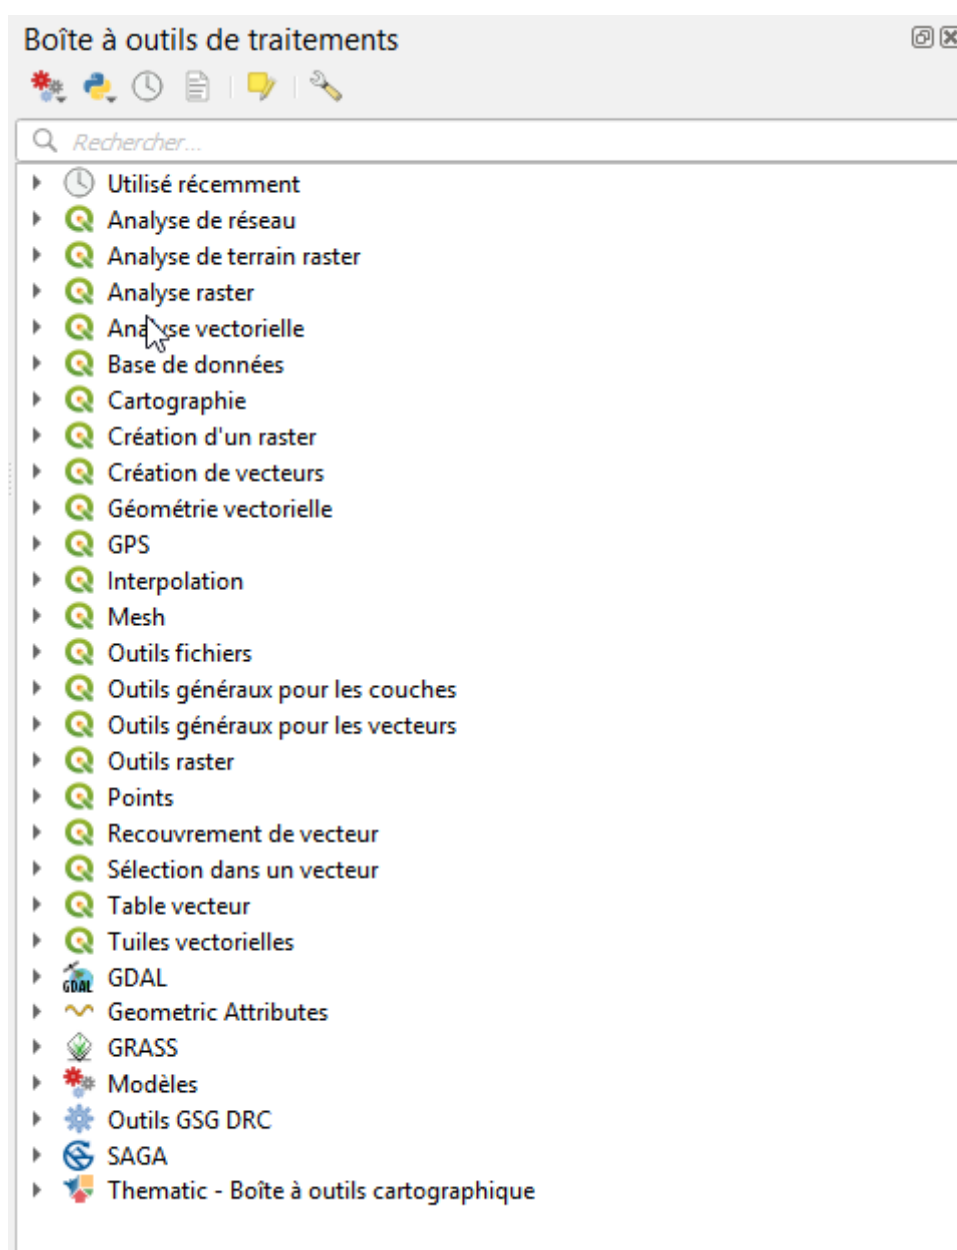 Boîte à outils de traitements
Rechercher...
Utilisé récemment
Analyse de réseau
Analyse de terrain raster
Analyse raster
Analyse vectorielle
Base de données
Cartographie
Création d'un raster
Création de vecteurs
Géométrie vectorielle
GPS
Interpolation
Mesh
Outils fichiers
Outils généraux pour les couches
Outils généraux pour les vecteurs
Outils raster
Points
Recouvrement de vecteur
Sélection dans un vecteur
Table vecteur
Tuiles vectorielles
GDAL GDAL
Geometric Attributes
GRASS
Modèles
Outils GSG DRC
SAGA
Thematic - Boîte à outils cartographique